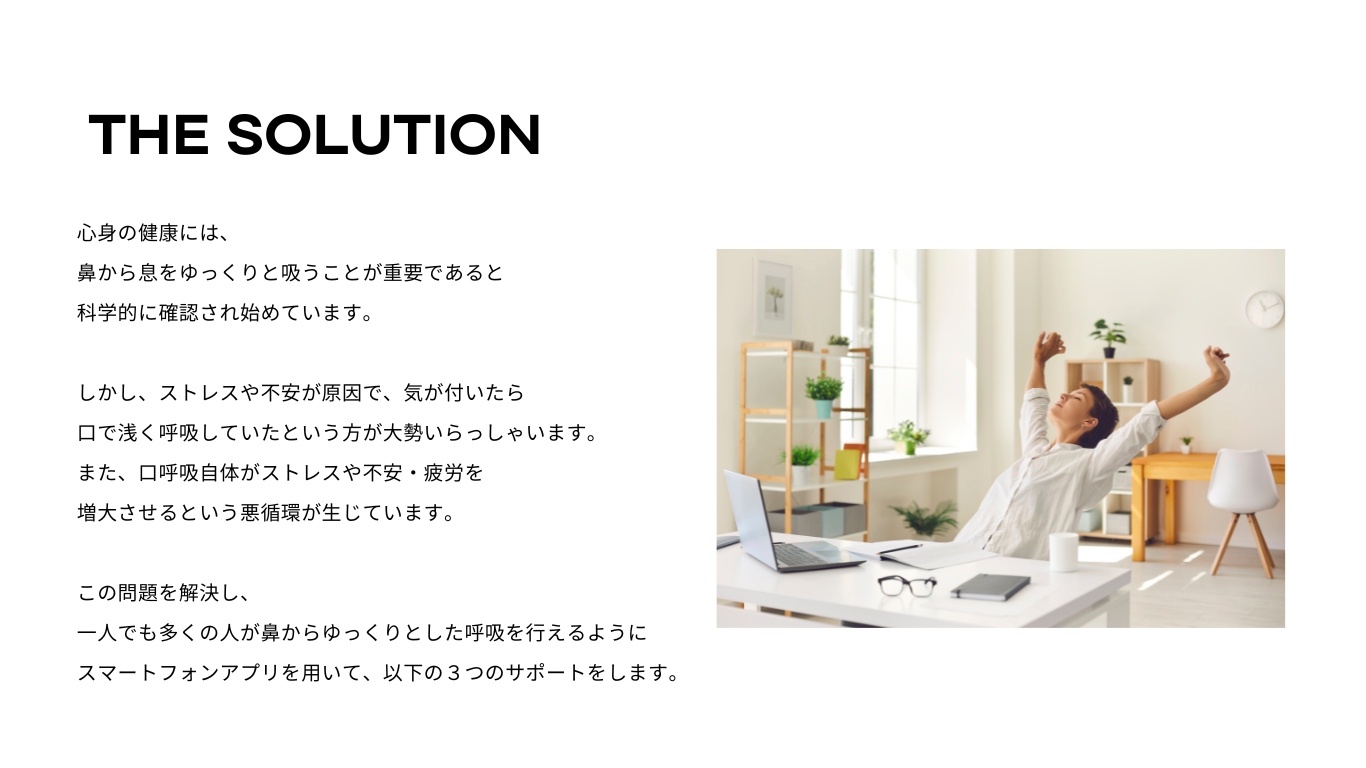 THE SOLUTION
心身の健康には、
鼻から息をゆっくりと吸うことが重要であると
科学的に確認され始めています。
しかし、ストレスや不安が原因で、気が付いたら
口で浅く呼吸していたという方が大勢いらっしゃいます。
また、口呼吸自体がストレスや不安・疲労を
増大させるという悪循環が生じています。
この問題を解決し、
一人でも多くの人が鼻からゆっくりとした呼吸を行えるように
スマートフォンアプリを用いて、以下の３つのサポートをします。